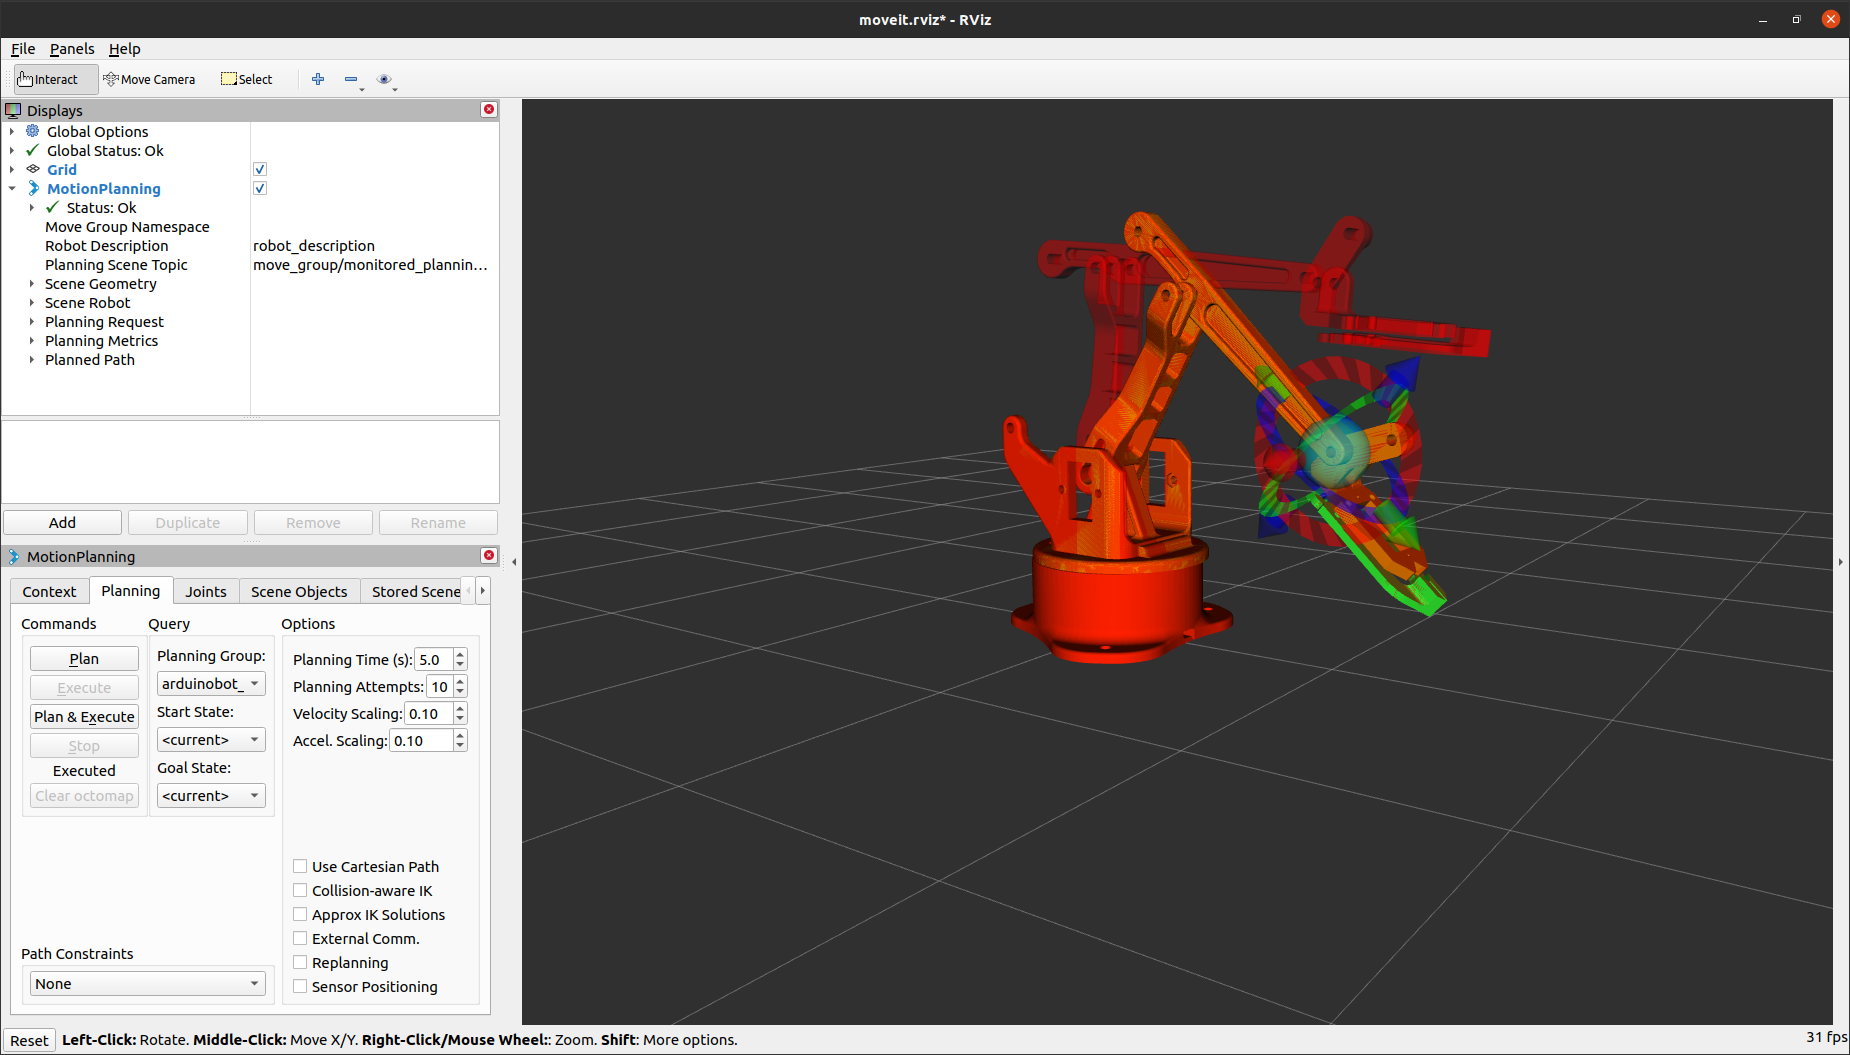 moveit.rviz* - RViz
File Panels Help
Interact Move Camera Select
Displays
Global Options
Global Status: Ok
Grid
MotionPlanning
Status: Ok
Move Group Namespace
Robot Description robot_description
Planning Scene Topic move_group/monitored_plannin...
Scene Geometry
Scene Robot
Planning Request
Planning Metrics
Planned Path
Add Duplicate Remove Rename
MotionPlanning
Context Planning Joints Scene Objects Stored Scene
Commands Query Options
Plan
Execute
Plan & Execute
Stop
Executed
Clear octomap
Planning Group:
arduinobot_
Start State:
<current>
Goal State:
<current>
Planning Time (s): 5.0
Planning Attempts: 10
Velocity Scaling: 0.10
Accel. Scaling: 0.10
Use Cartesian Path
Collision-aware IK
Approx IK Solutions
External Comm.
Replanning
Sensor Positioning
Path Constraints
None
Reset Left-Click: Rotate. Middle-Click: Move X/Y. Right-Click/Mouse Wheel:: Zoom. Shift: More options. 31 fps